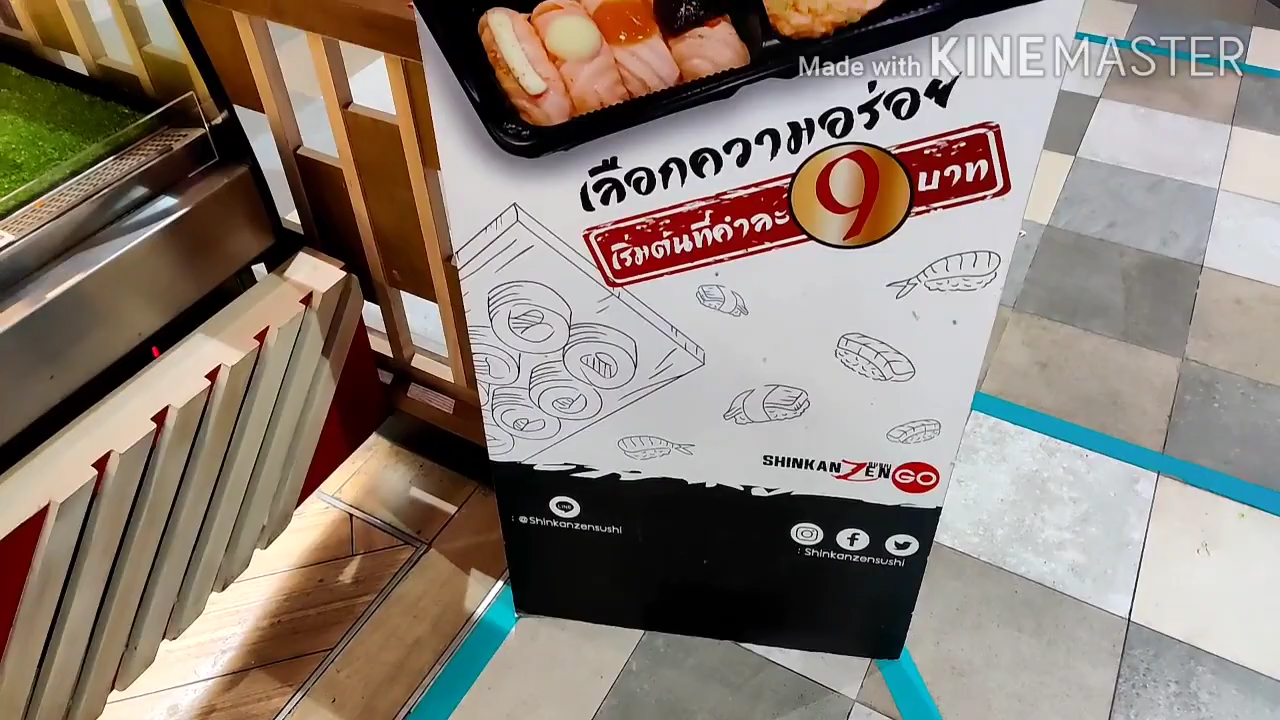 Made with KINEMASTER
เลือกความอร่อย
เริ่มต้นที่คำละ 9 บาท
SHINKANZEN GO
LINE
: @Shinkanzensushi
: Shinkanzensushi